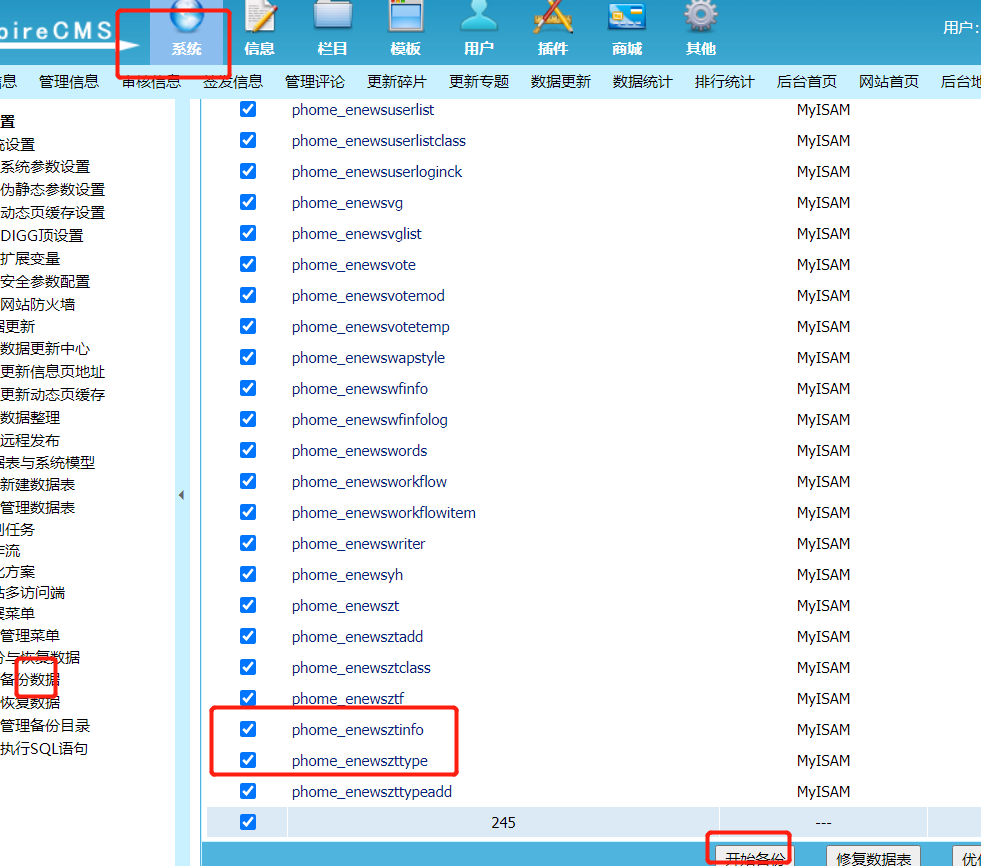 pireCMS
系统 信息 栏目 模板 用户 插件 商城 其他 用户:
息 管理信息 审核信息 签发信息 管理评论 更新碎片 更新专题 数据更新 数据统计 排行统计 后台首页 网站首页 后台地
置
统设置
系统参数设置
伪静态参数设置
动态页缓存设置
DIGG顶设置
扩展变量
安全参数配置
网站防火墙
据更新
数据更新中心
更新信息页地址
更新动态页缓存
数据整理
远程发布
据表与系统模型
新建数据表
管理数据表
划任务
作流
化方案
站多访问端
展菜单
管理菜单
份与恢复数据
备份数据
恢复数据
管理备份目录
执行SQL语句
phome_enewsuserlist MyISAM
phome_enewsuserlistclass MyISAM
phome_enewsuserloginck MyISAM
phome_enewsvg MyISAM
phome_enewsvglist MyISAM
phome_enewsvote MyISAM
phome_enewsvotemod MyISAM
phome_enewsvotetemp MyISAM
phome_enewswapstyle MyISAM
phome_enewswfinfo MyISAM
phome_enewswfinfolog MyISAM
phome_enewswords MyISAM
phome_enewsworkflow MyISAM
phome_enewsworkflowitem MyISAM
phome_enewswriter MyISAM
phome_enewsyh MyISAM
phome_enewszt MyISAM
phome_enewsztadd MyISAM
phome_enewsztclass MyISAM
phome_enewsztf MyISAM
phome_enewsztinfo MyISAM
phome_enewszttype MyISAM
phome_enewszttypeadd MyISAM
245 ---
开始备份 修复数据表 优